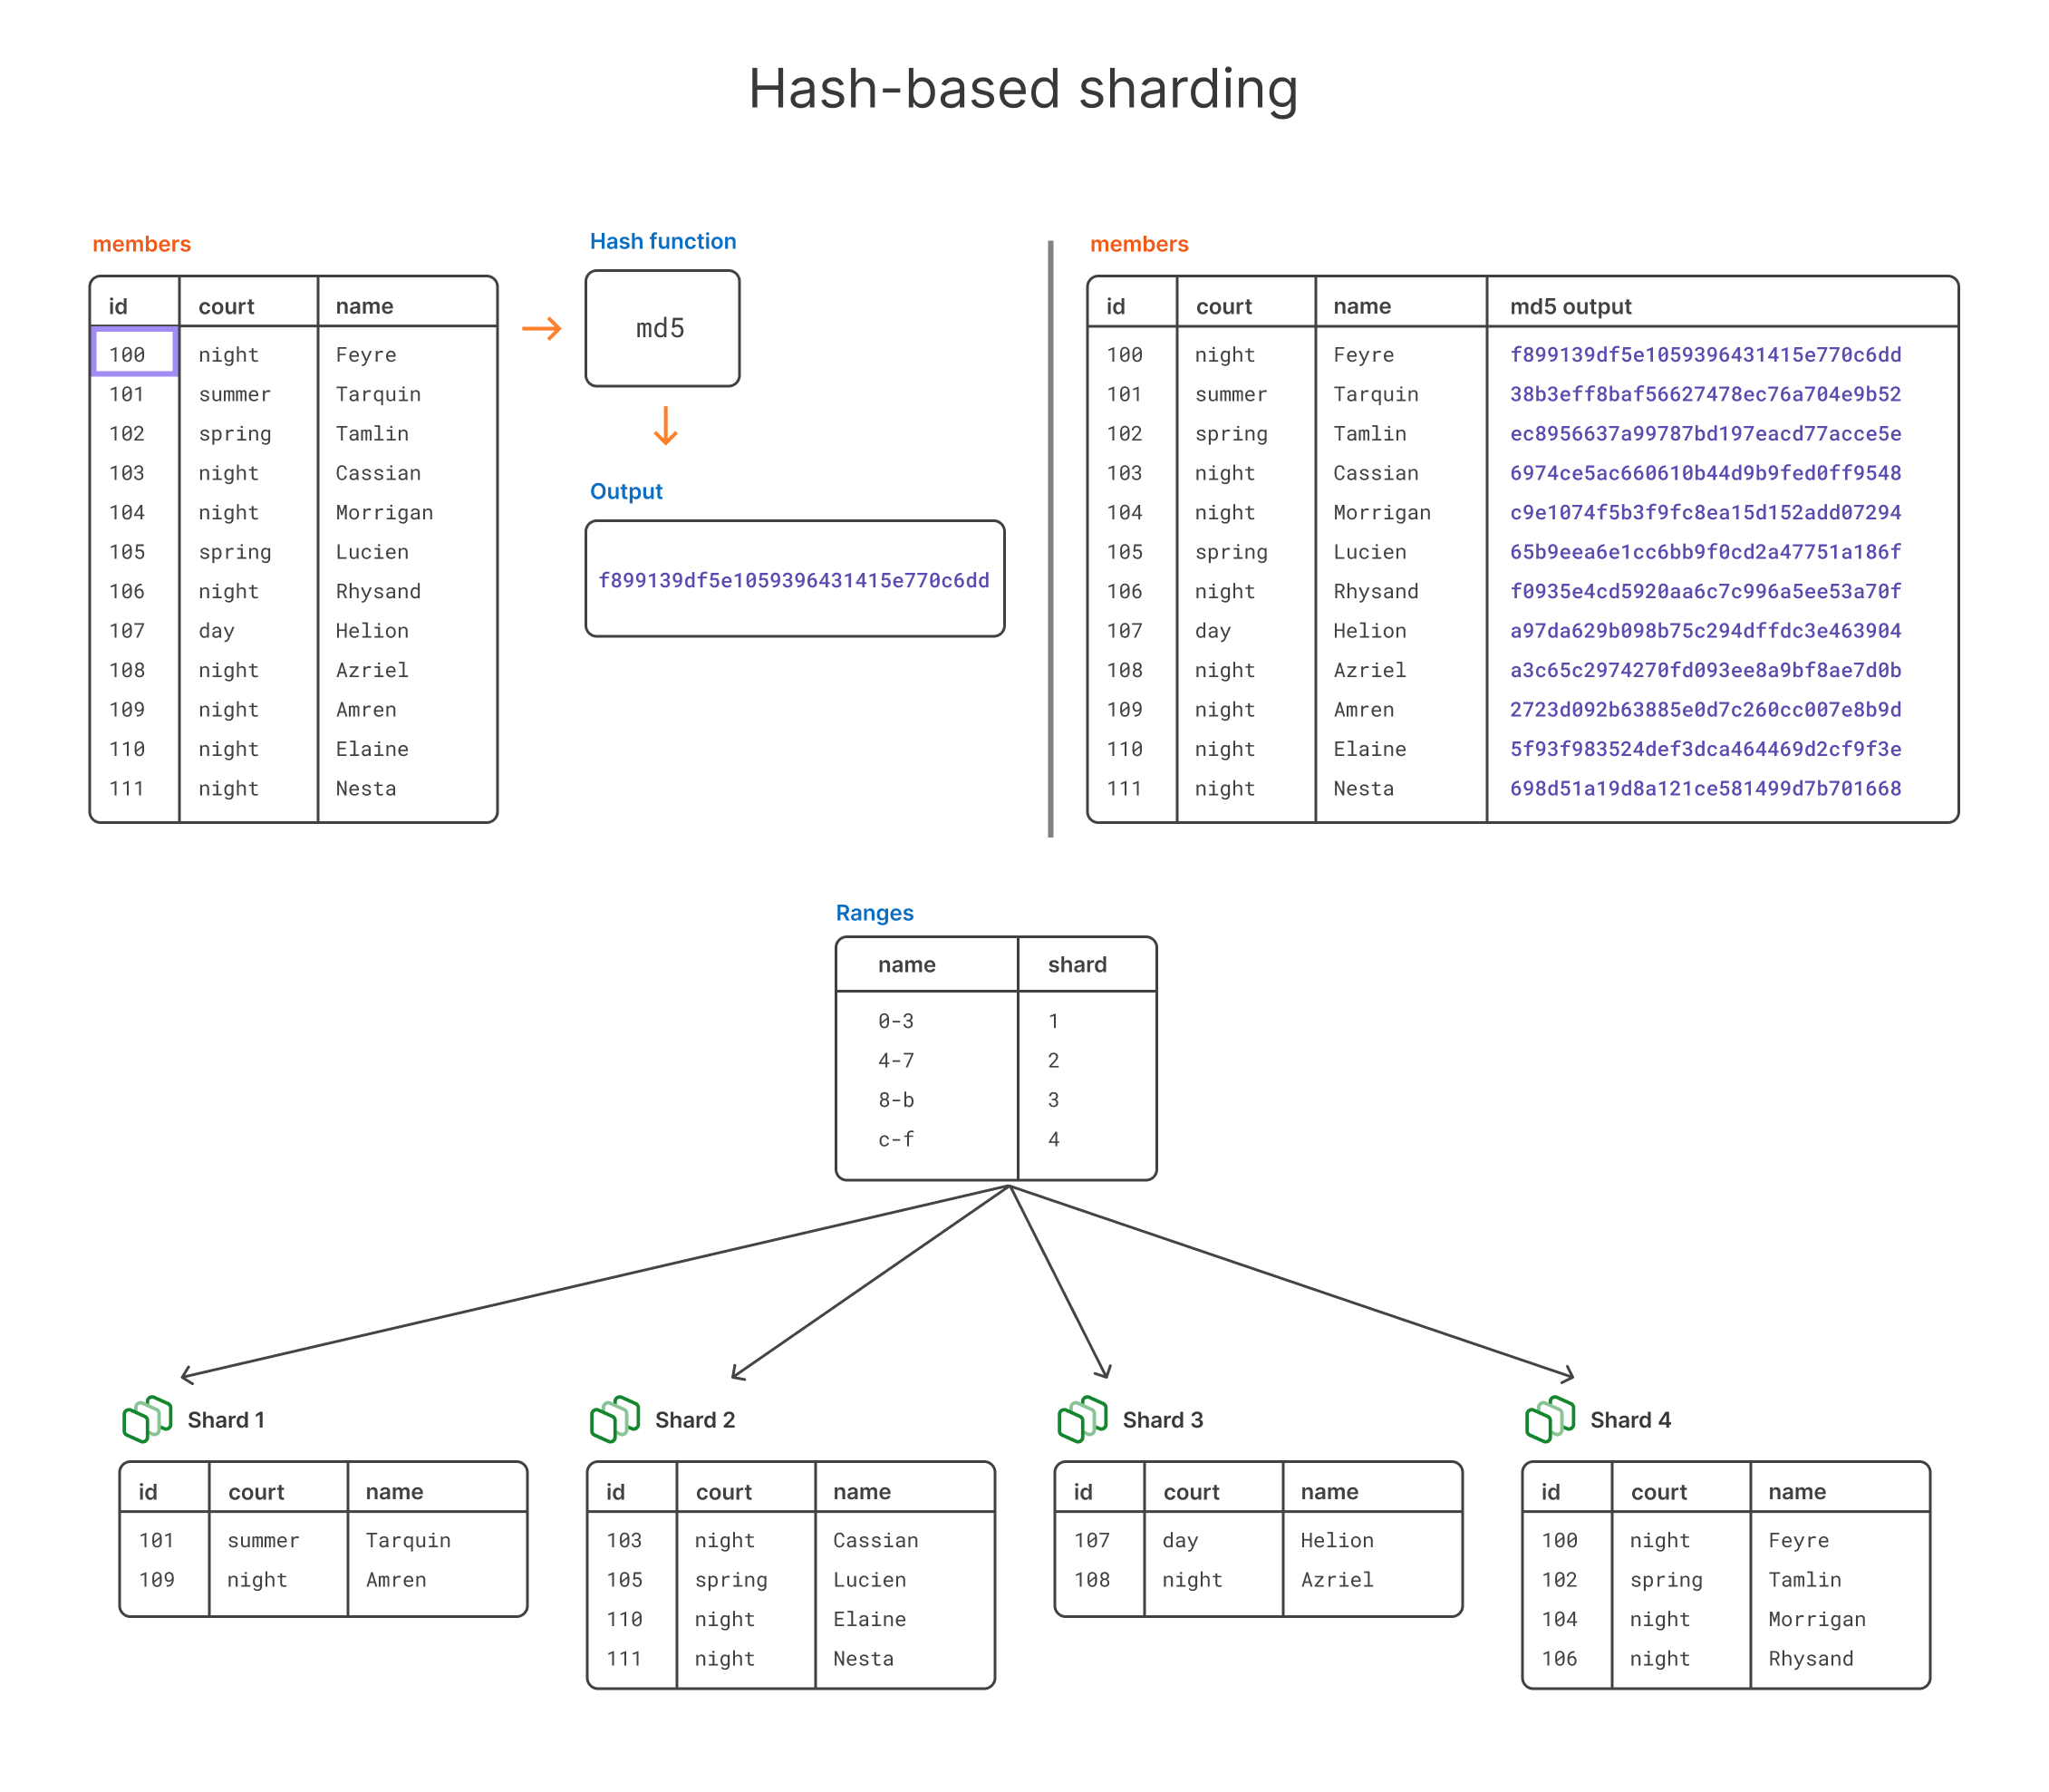 Hash-based sharding
members
id court name
100 night Feyre
101 summer Tarquin
102 spring Tamlin
103 night Cassian
104 night Morrigan
105 spring Lucien
106 night Rhysand
107 day Helion
108 night Azriel
109 night Amren
110 night Elaine
111 night Nesta
Hash function
md5
Output
f899139df5e1059396431415e770c6dd
members
id court name md5 output
100 night Feyre f899139df5e1059396431415e770c6dd
101 summer Tarquin 38b3eff8baf56627478ec76a704e9b52
102 spring Tamlin ec8956637a99787bd197eacd77acce5e
103 night Cassian 6974ce5ac660610b44d9b9fed0ff9548
104 night Morrigan c9e1074f5b3f9fc8ea15d152add07294
105 spring Lucien 65b9eea6e1cc6bb9f0cd2a47751a186f
106 night Rhysand f0935e4cd5920aa6c7c996a5ee53a70f
107 day Helion a97da629b098b75c294dffdc3e463904
108 night Azriel a3c65c2974270fd093ee8a9bf8ae7d0b
109 night Amren 2723d092b63885e0d7c260cc007e8b9d
110 night Elaine 5f93f983524def3dca464469d2cf9f3e
111 night Nesta 698d51a19d8a121ce581499d7b701668
Ranges
name shard
0-3 1
4-7 2
8-b 3
c-f 4
Shard 1
id court name
101 summer Tarquin
109 night Amren
Shard 2
id court name
103 night Cassian
105 spring Lucien
110 night Elaine
111 night Nesta
Shard 3
id court name
107 day Helion
108 night Azriel
Shard 4
id court name
100 night Feyre
102 spring Tamlin
104 night Morrigan
106 night Rhysand